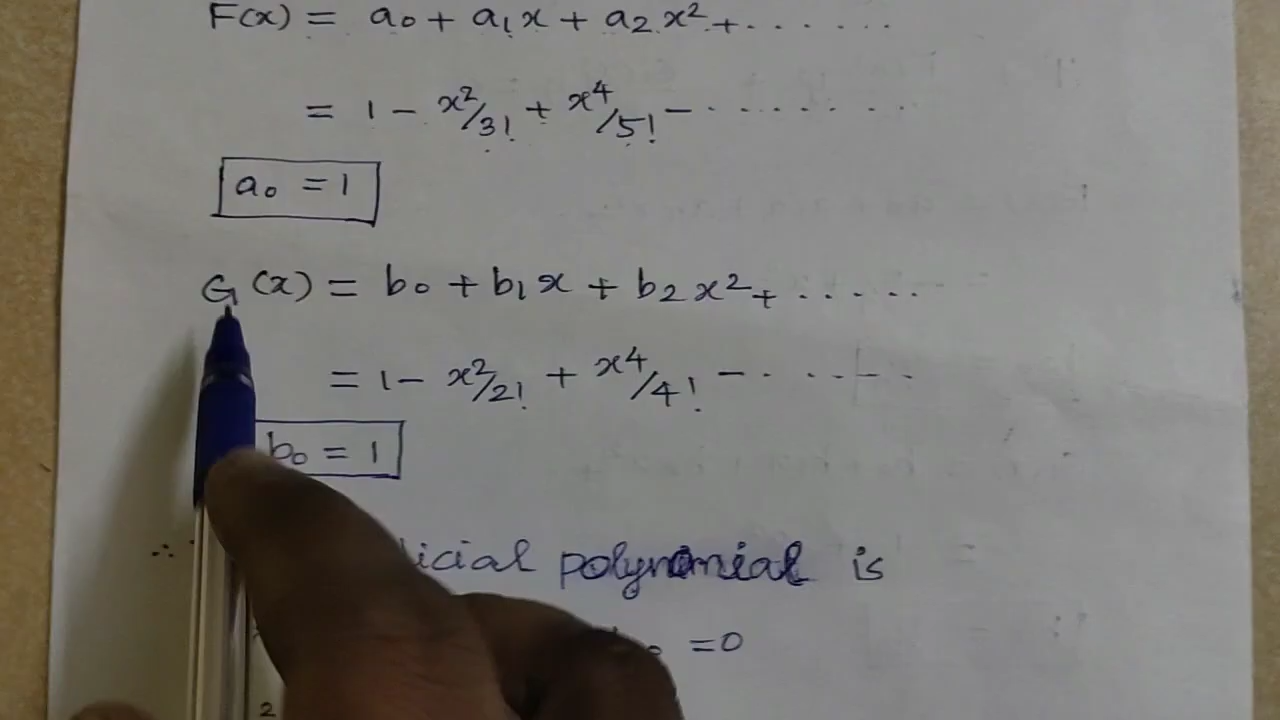 F(x) = a₀ + a₁x + a₂x² + .......
= 1 - x²/3! + x⁴/5! - .......
a₀ = 1
G(x) = b₀ + b₁x + b₂x² + .....
= 1 - x²/2! + x⁴/4! - .....
b₀ = 1
∴ polynomial is
= 0
2